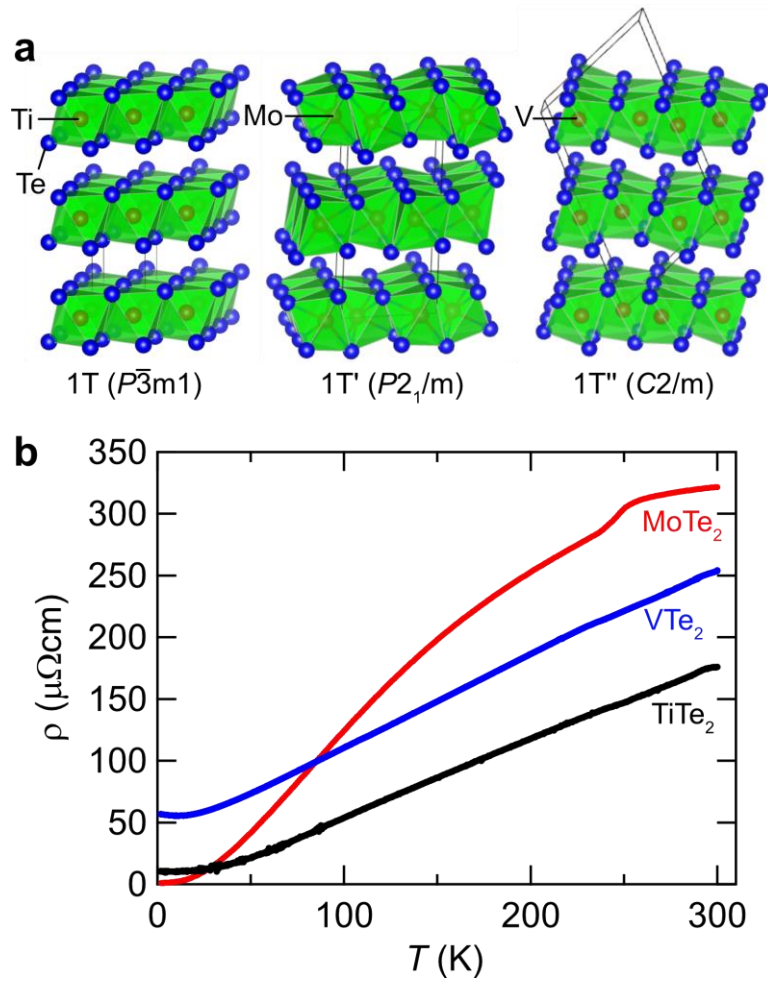 a
Ti
Te
Mo
V
1T (P3̅m1)
1T' (P2₁/m)
1T'' (C2/m)
b
350
300
250
200
150
100
50
0
ρ (μΩcm)
MoTe₂
VTe₂
TiTe₂
0
100
200
300
T (K)